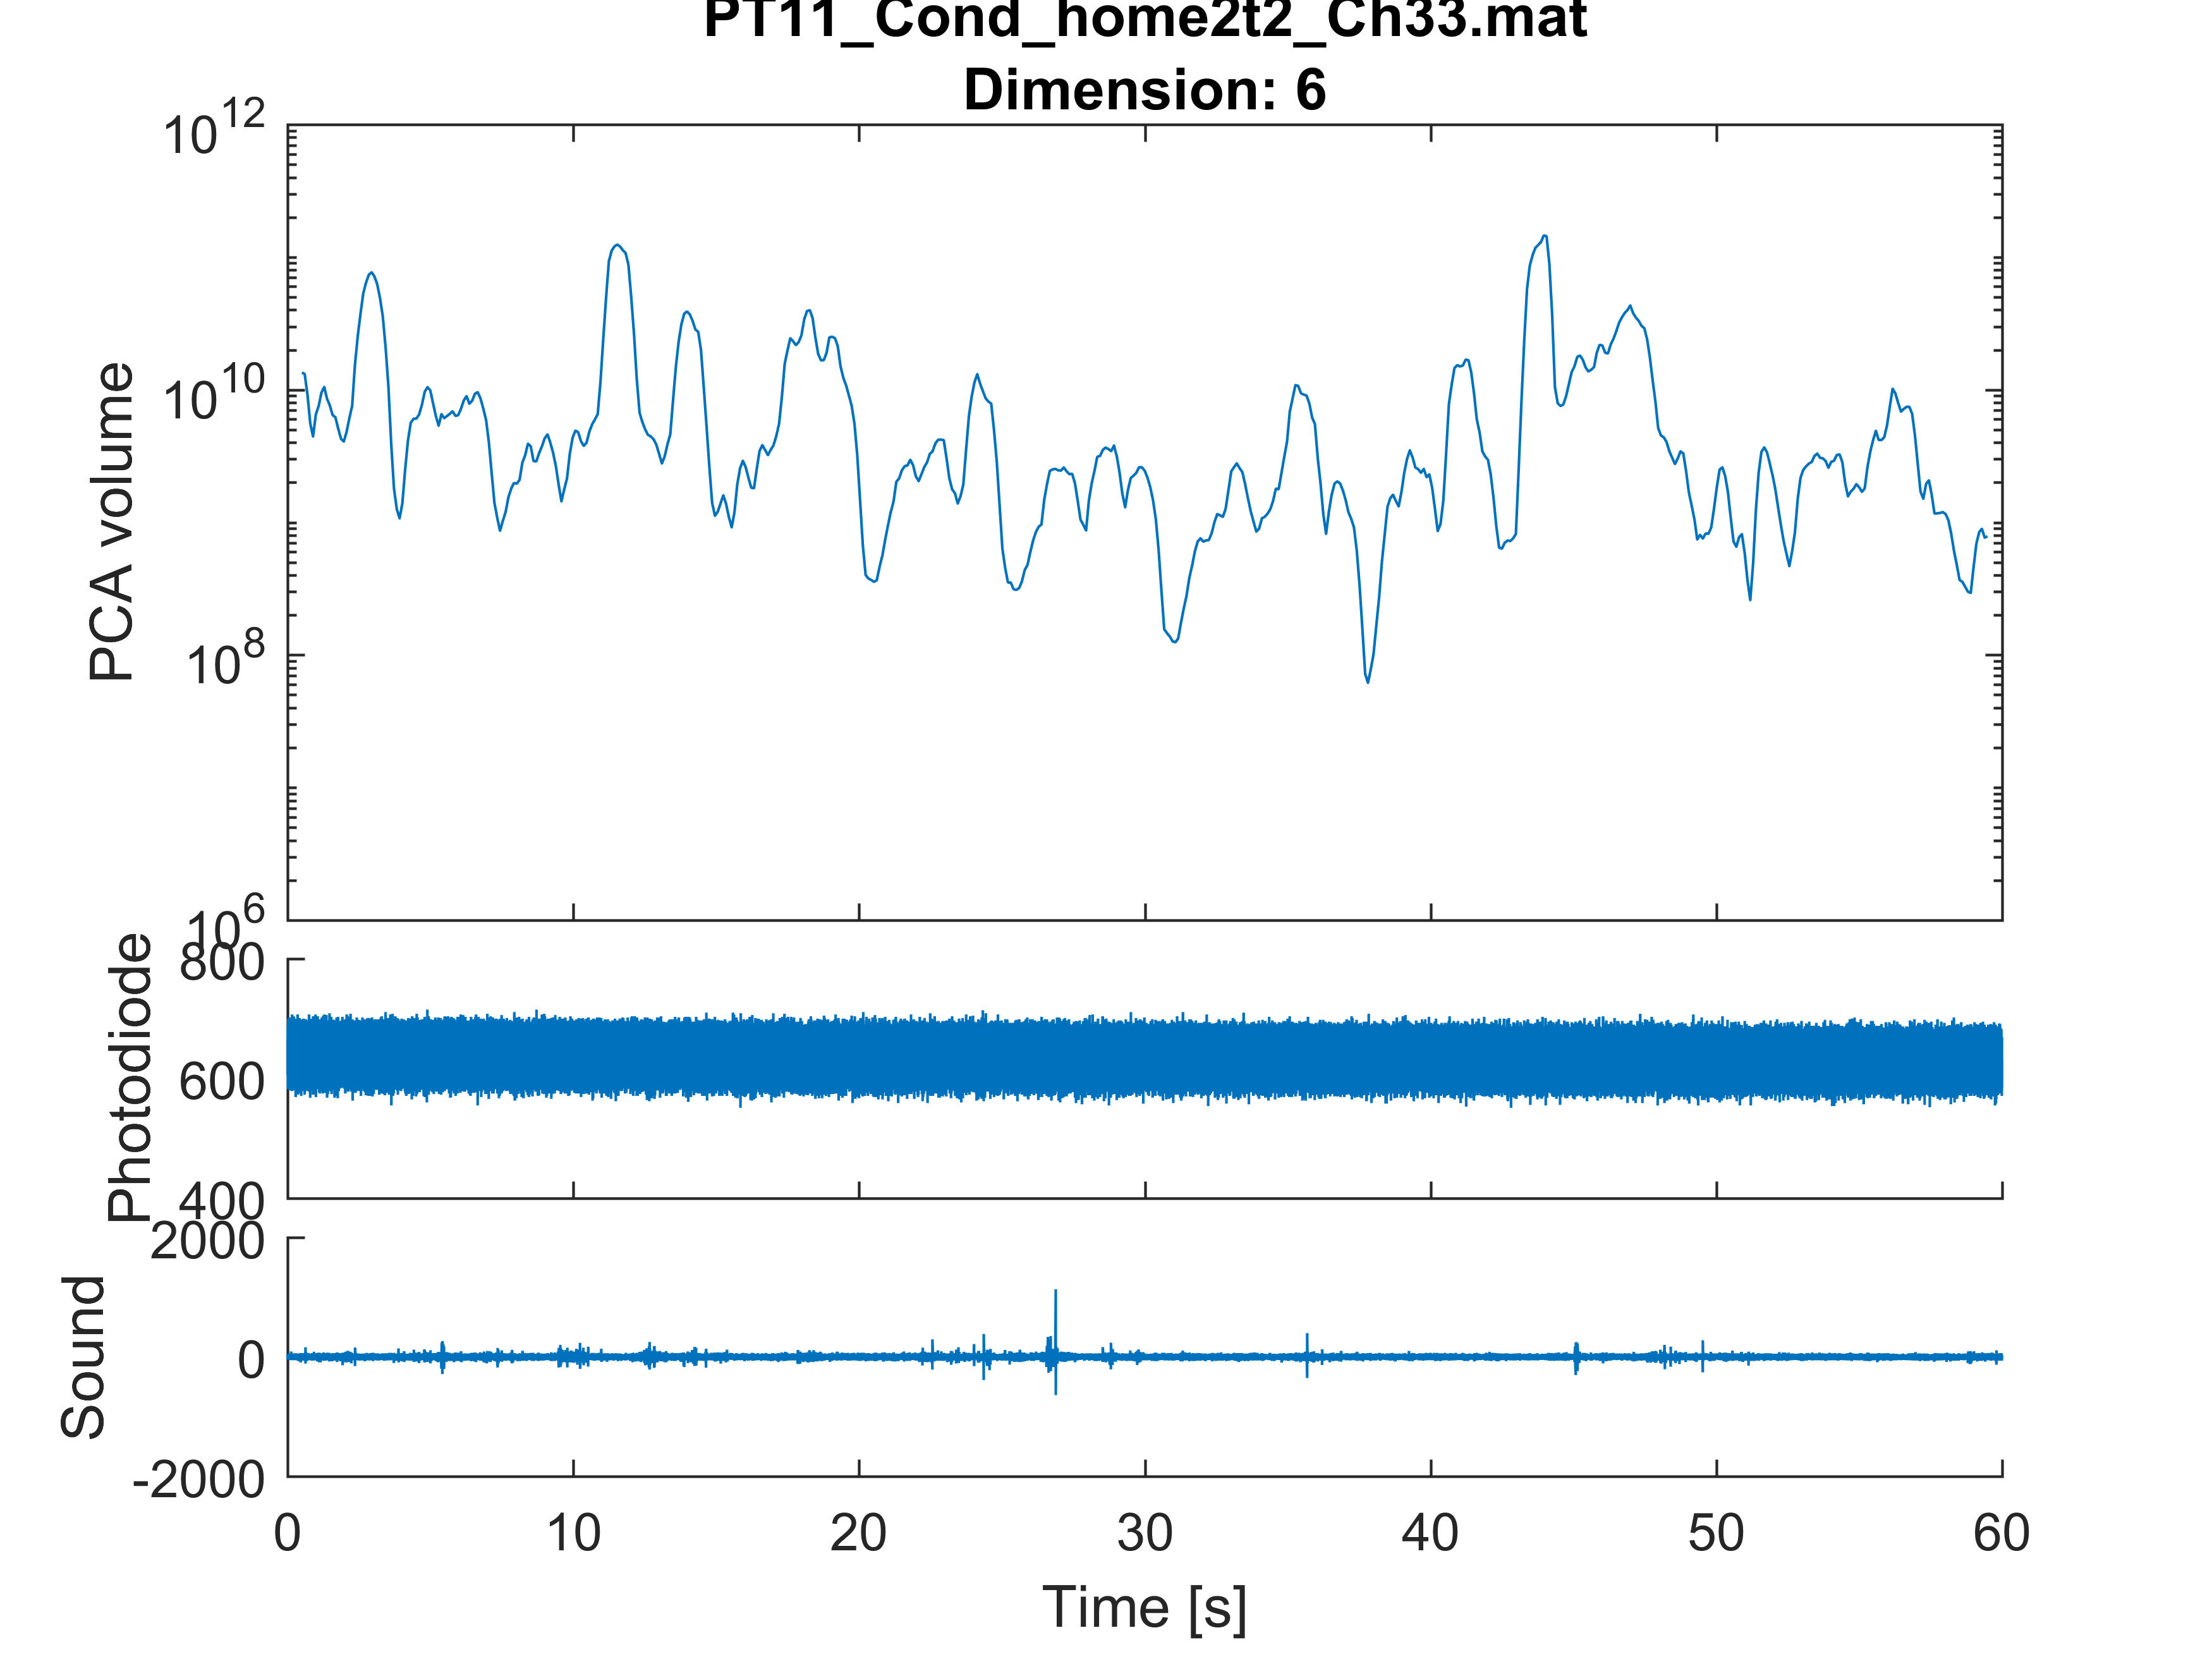 PT11_Cond_home2t2_Ch33.mat
Dimension: 6
PCA volume
10^12
10^10
10^8
10^6
Photodiode
800
600
400
Sound
2000
0
-2000
0 10 20 30 40 50 60
Time [s]